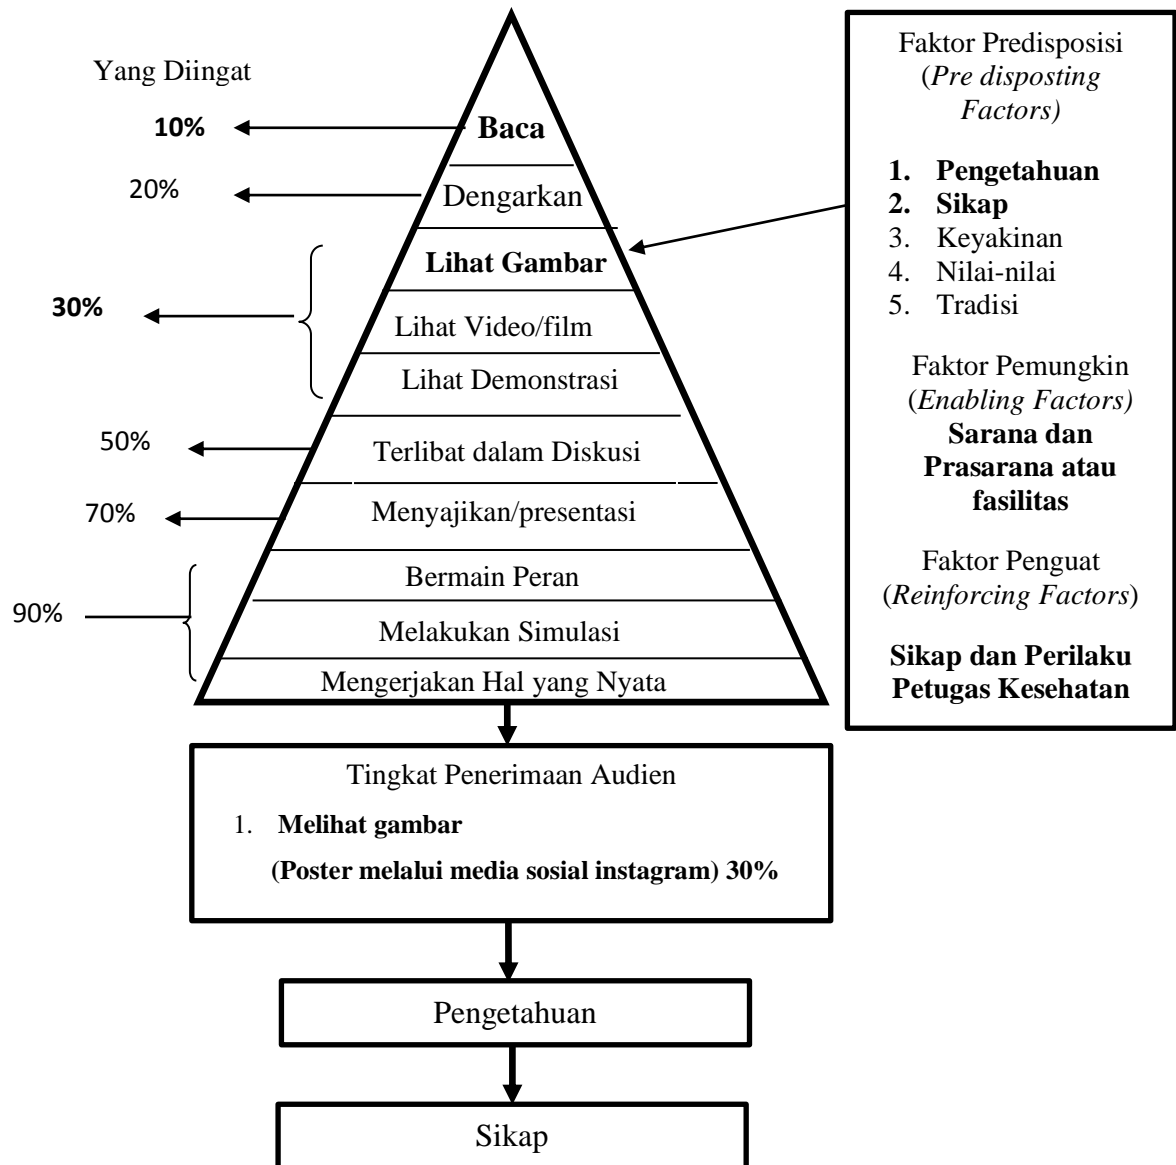 Yang Diingat
10%
20%
30%
50%
70%
90%
Baca
Dengarkan
Lihat Gambar
Lihat Video/film
Lihat Demonstrasi
Terlibat dalam Diskusi
Menyajikan/presentasi
Bermain Peran
Melakukan Simulasi
Mengerjakan Hal yang Nyata
Faktor Predisposisi
(Pre disposting
Factors)
1. Pengetahuan
2. Sikap
3. Keyakinan
4. Nilai-nilai
5. Tradisi
Faktor Pemungkin
(Enabling Factors)
Sarana dan
Prasarana atau
fasilitas
Faktor Penguat
(Reinforcing Factors)
Sikap dan Perilaku
Petugas Kesehatan
Tingkat Penerimaan Audien
1. Melihat gambar
(Poster melalui media sosial instagram) 30%
Pengetahuan
Sikap